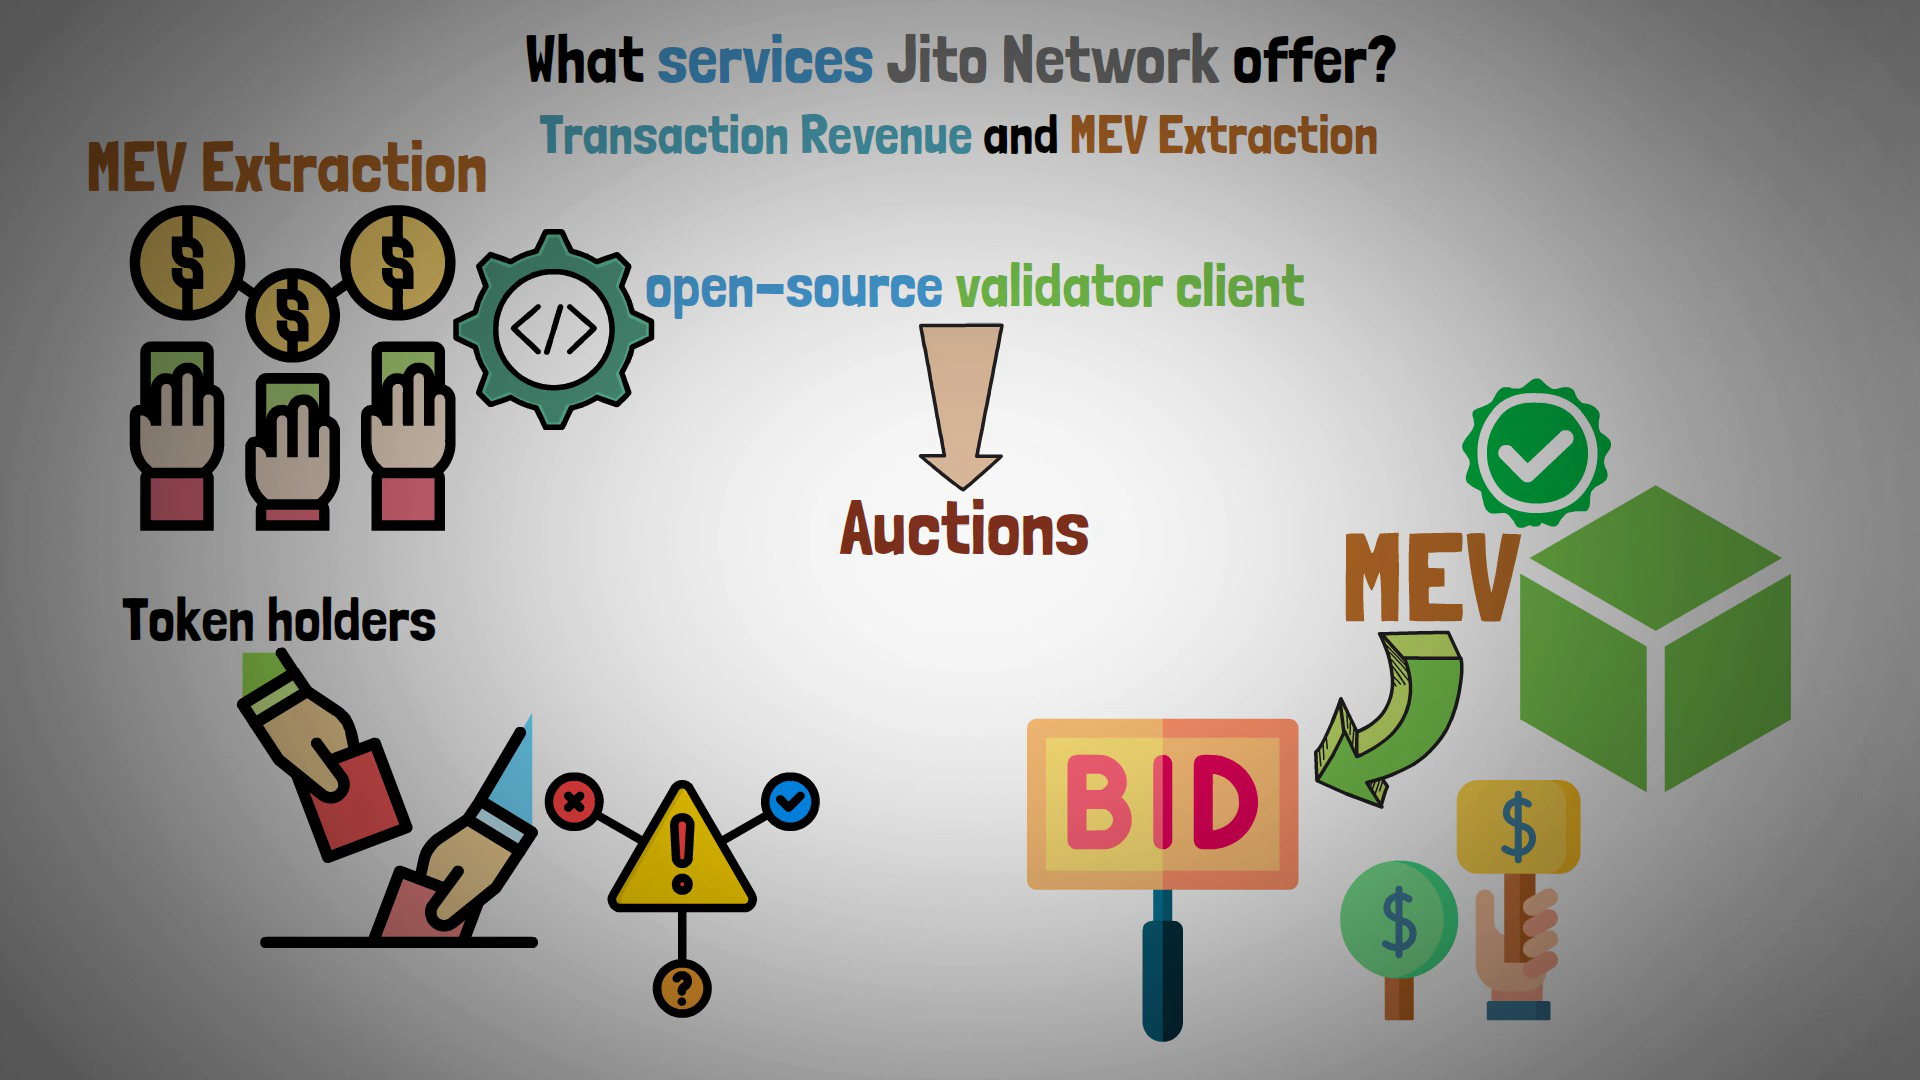 What services Jito Network offer?
Transaction Revenue and MEV Extraction
MEV Extraction
$ $ $
</>
open-source validator client
Auctions
MEV
Token holders
BID
$
$
!
?